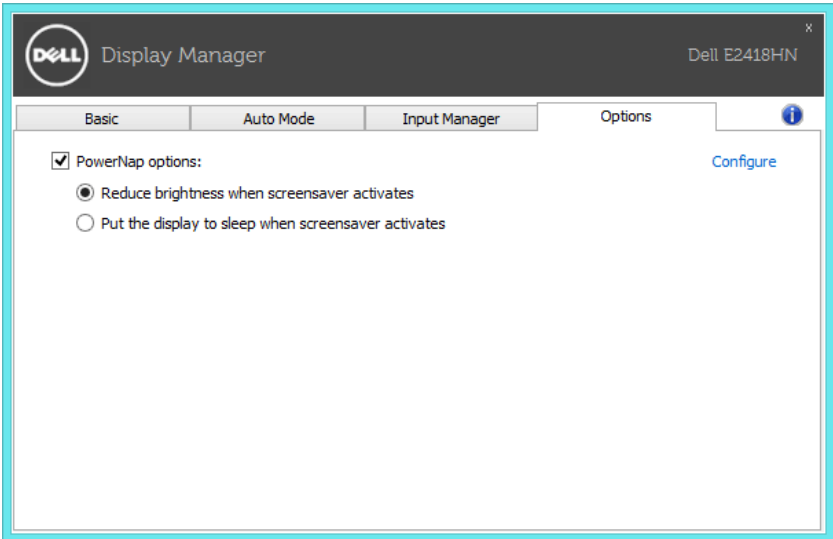 x
DELL Display Manager Dell E2418HN
Basic Auto Mode Input Manager Options i
PowerNap options: Configure
Reduce brightness when screensaver activates
Put the display to sleep when screensaver activates